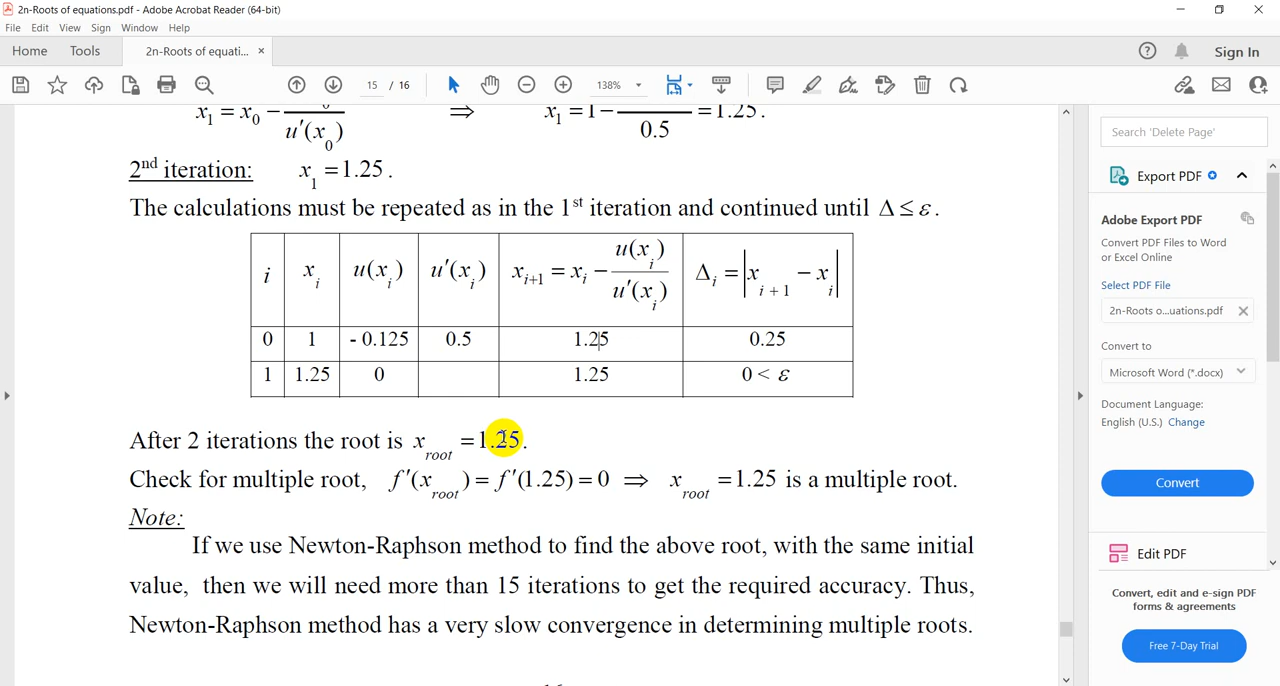 2n-Roots of equations.pdf - Adobe Acrobat Reader (64-bit)
File Edit View Sign Window Help
Home Tools 2n-Roots of equati... × Sign In
15 / 16 138%
x₁ = x₀ − ‾‾‾‾ / u′(x₀) ⟹ x₁ = 1 − ‾‾‾‾ / 0.5 = 1.25.
2nd iteration: x₁ = 1.25.
The calculations must be repeated as in the 1st iteration and continued until Δ ≤ ε.
i xᵢ u(xᵢ) u′(xᵢ) xᵢ₊₁ = xᵢ − u(xᵢ) / u′(xᵢ) Δᵢ = |xᵢ₊₁ − xᵢ|
0 1 - 0.125 0.5 1.25 0.25
1 1.25 0 1.25 0 < ε
After 2 iterations the root is x_root = 1.25.
Check for multiple root, f′(x_root) = f′(1.25) = 0 ⟹ x_root = 1.25 is a multiple root.
Note:
If we use Newton-Raphson method to find the above root, with the same initial
value, then we will need more than 15 iterations to get the required accuracy. Thus,
Newton-Raphson method has a very slow convergence in determining multiple roots.
Search 'Delete Page'
Export PDF
Adobe Export PDF
Convert PDF Files to Word
or Excel Online
Select PDF File
2n-Roots o...uations.pdf
Convert to
Microsoft Word (*.docx)
Document Language:
English (U.S.) Change
Convert
Edit PDF
Convert, edit and e-sign PDF
forms & agreements
Free 7-Day Trial